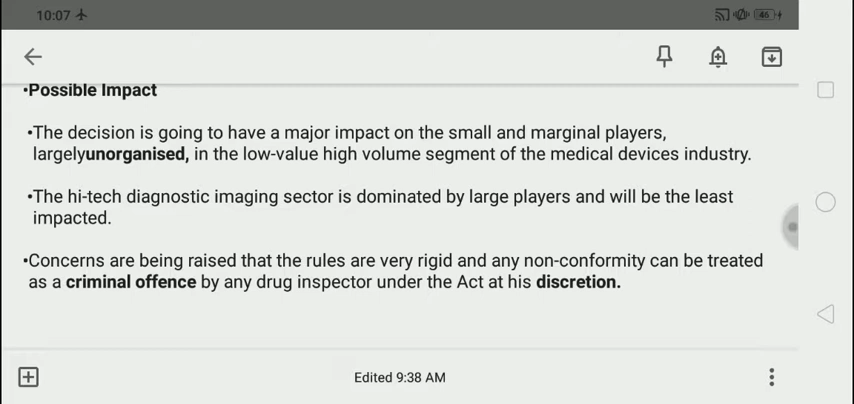 10:07
46
•Possible Impact
•The decision is going to have a major impact on the small and marginal players,
largelyunorganised, in the low-value high volume segment of the medical devices industry.
•The hi-tech diagnostic imaging sector is dominated by large players and will be the least
impacted.
•Concerns are being raised that the rules are very rigid and any non-conformity can be treated
as a criminal offence by any drug inspector under the Act at his discretion.
Edited 9:38 AM